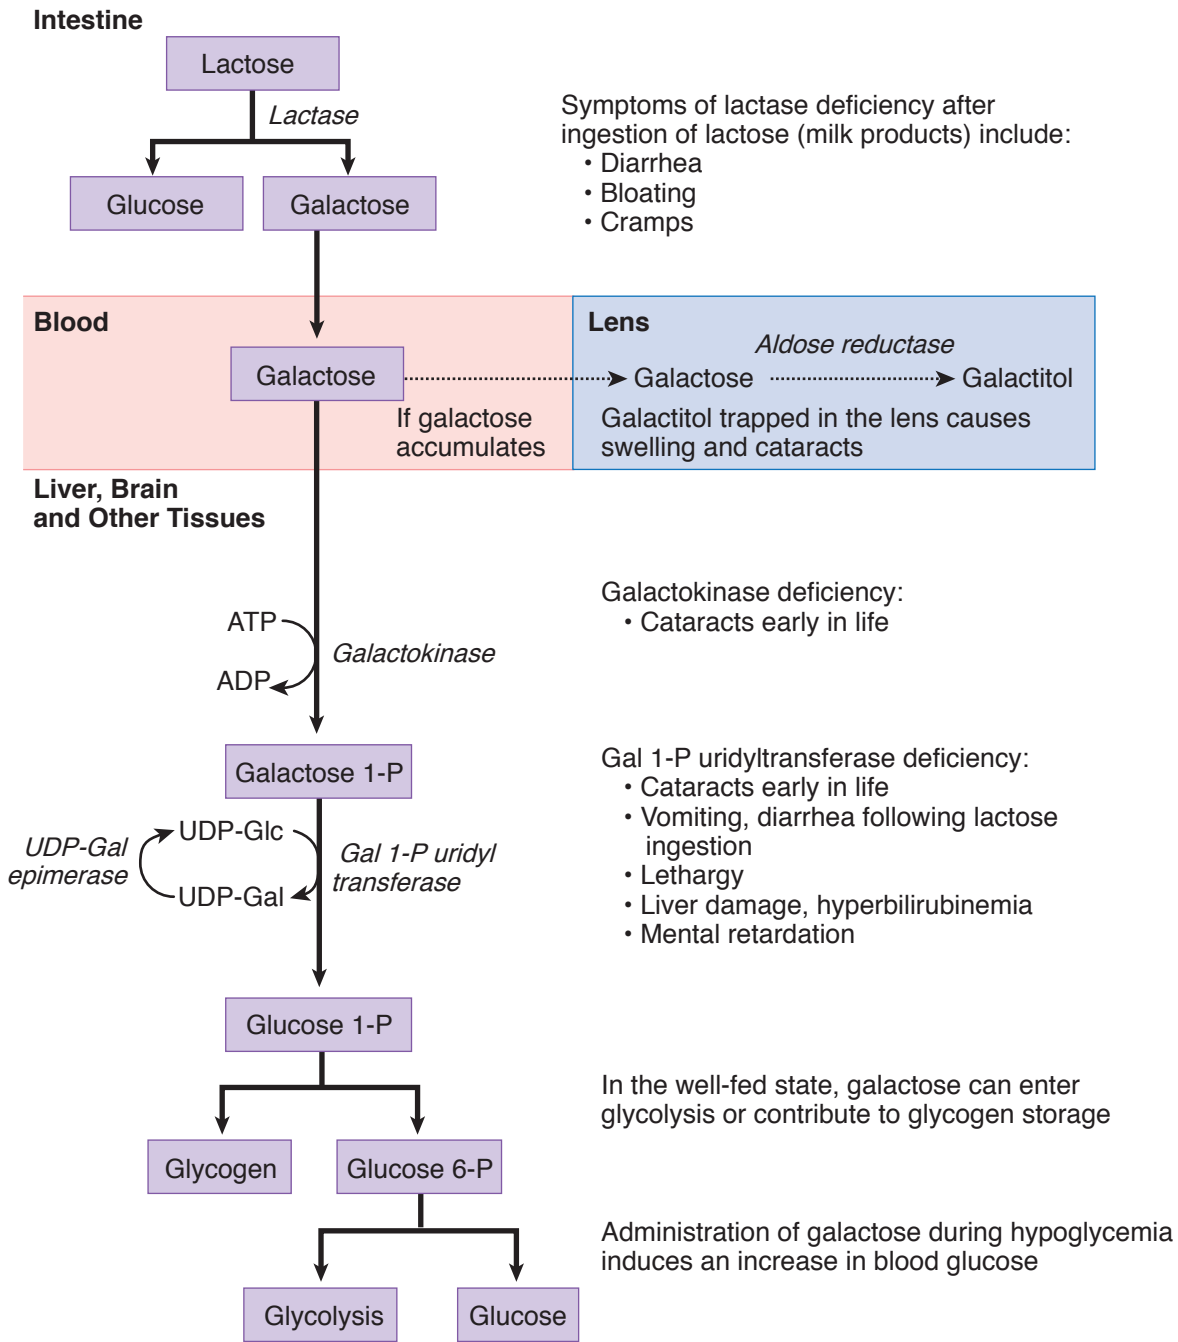 Intestine
Lactose
Lactase
Symptoms of lactase deficiency after
ingestion of lactose (milk products) include:
• Diarrhea
• Bloating
• Cramps
Glucose
Galactose
Blood
Galactose
If galactose
accumulates
Lens
Aldose reductase
Galactose
Galactitol
Galactitol trapped in the lens causes
swelling and cataracts
Liver, Brain
and Other Tissues
ATP
ADP
Galactokinase
Galactokinase deficiency:
• Cataracts early in life
Galactose 1-P
UDP-Gal
epimerase
UDP-Glc
UDP-Gal
Gal 1-P uridyl
transferase
Gal 1-P uridyltransferase deficiency:
• Cataracts early in life
• Vomiting, diarrhea following lactose
ingestion
• Lethargy
• Liver damage, hyperbilirubinemia
• Mental retardation
Glucose 1-P
In the well-fed state, galactose can enter
glycolysis or contribute to glycogen storage
Glycogen
Glucose 6-P
Administration of galactose during hypoglycemia
induces an increase in blood glucose
Glycolysis
Glucose